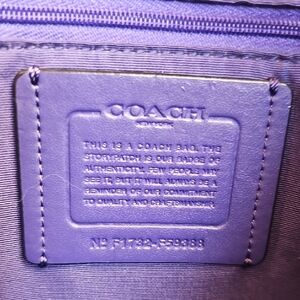 COACH
NEW YORK
THIS IS A COACH BAG. THE
STORYPATCH IS OUR BADGE OF
AUTHENTICITY. FEW PEOPLE MAY
SEE IT, BUT IT WILL ALWAYS BE A
REMINDER OF OUR COMMITMENT
TO QUALITY AND CRAFTSMANSHIP.
Nº F1732-F59388